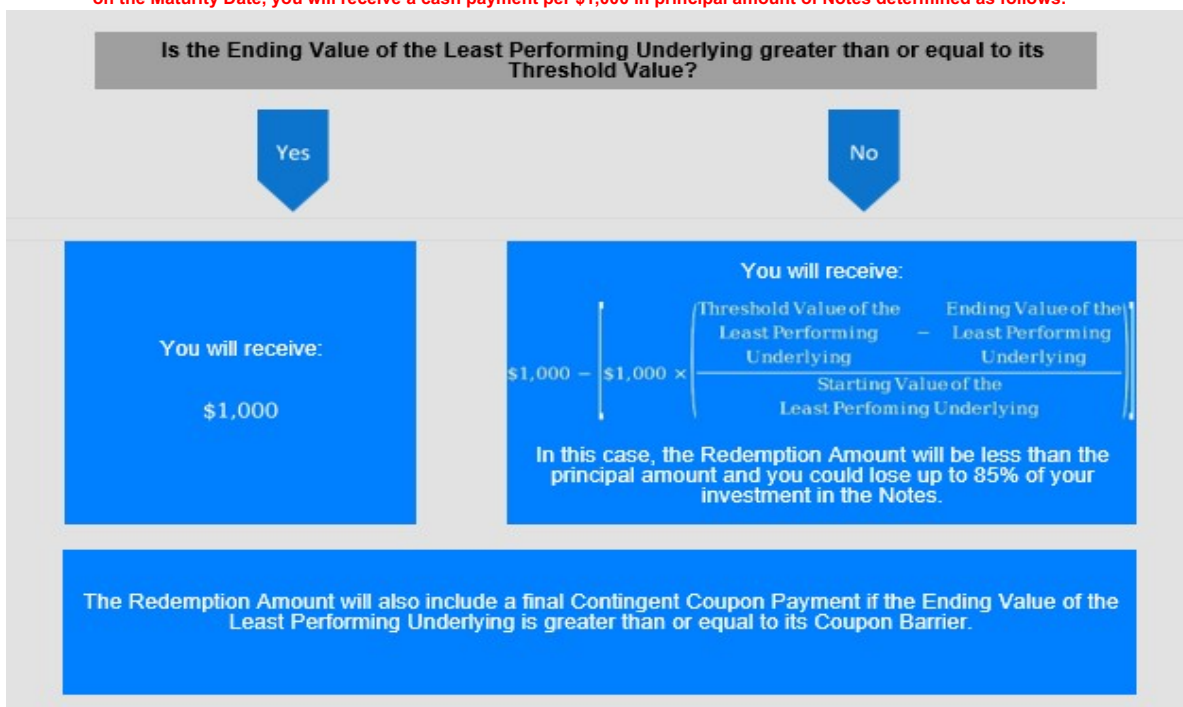 on the Maturity Date, you will receive a cash payment per $1,000 in principal amount of Notes determined as follows:
Is the Ending Value of the Least Performing Underlying greater than or equal to its
Threshold Value?
Yes
No
You will receive:
$1,000
You will receive:
$1,000 − [$1,000 × (
Threshold Value of the
Least Performing
Underlying
−
Ending Value of the
Least Performing
Underlying
Starting Value of the
Least Perfoming Underlying
)]
In this case, the Redemption Amount will be less than the
principal amount and you could lose up to 85% of your
investment in the Notes.
The Redemption Amount will also include a final Contingent Coupon Payment if the Ending Value of the
Least Performing Underlying is greater than or equal to its Coupon Barrier.